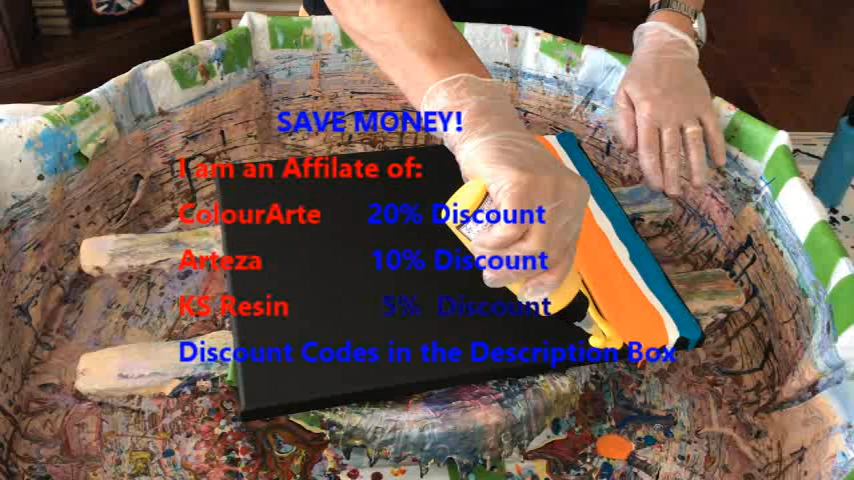 SAVE MONEY!
I am an Affilate of:
ColourArte 20% Discount
Arteza 10% Discount
KS Resin 5% Discount
Discount Codes in the Description Box